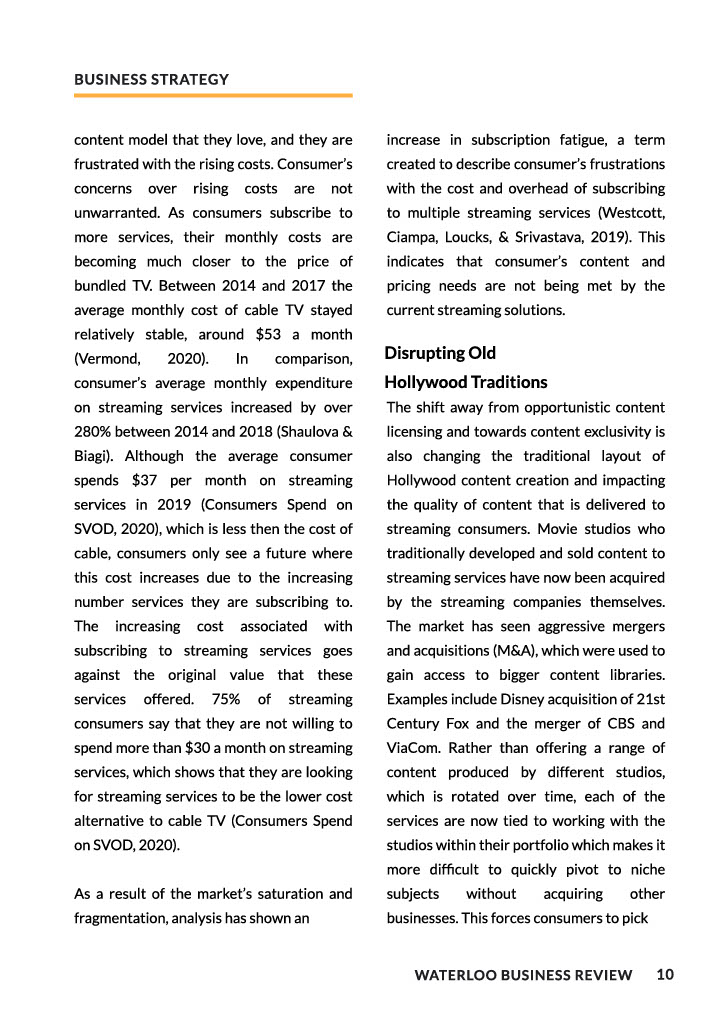 BUSINESS STRATEGY
content model that they love, and they are
frustrated with the rising costs. Consumer's
concerns over rising costs are not
unwarranted. As consumers subscribe to
more services, their monthly costs are
becoming much closer to the price of
bundled TV. Between 2014 and 2017 the
average monthly cost of cable TV stayed
relatively stable, around $53 a month
(Vermond, 2020). In comparison,
consumer's average monthly expenditure
on streaming services increased by over
280% between 2014 and 2018 (Shaulova &
Biagi). Although the average consumer
spends $37 per month on streaming
services in 2019 (Consumers Spend on
SVOD, 2020), which is less then the cost of
cable, consumers only see a future where
this cost increases due to the increasing
number services they are subscribing to.
The increasing cost associated with
subscribing to streaming services goes
against the original value that these
services offered. 75% of streaming
consumers say that they are not willing to
spend more than $30 a month on streaming
services, which shows that they are looking
for streaming services to be the lower cost
alternative to cable TV (Consumers Spend
on SVOD, 2020).
As a result of the market's saturation and
fragmentation, analysis has shown an
increase in subscription fatigue, a term
created to describe consumer's frustrations
with the cost and overhead of subscribing
to multiple streaming services (Westcott,
Ciampa, Loucks, & Srivastava, 2019). This
indicates that consumer's content and
pricing needs are not being met by the
current streaming solutions.
Disrupting Old
Hollywood Traditions
The shift away from opportunistic content
licensing and towards content exclusivity is
also changing the traditional layout of
Hollywood content creation and impacting
the quality of content that is delivered to
streaming consumers. Movie studios who
traditionally developed and sold content to
streaming services have now been acquired
by the streaming companies themselves.
The market has seen aggressive mergers
and acquisitions (M&A), which were used to
gain access to bigger content libraries.
Examples include Disney acquisition of 21st
Century Fox and the merger of CBS and
ViaCom. Rather than offering a range of
content produced by different studios,
which is rotated over time, each of the
services are now tied to working with the
studios within their portfolio which makes it
more difficult to quickly pivot to niche
subjects without acquiring other
businesses. This forces consumers to pick
WATERLOO BUSINESS REVIEW 10